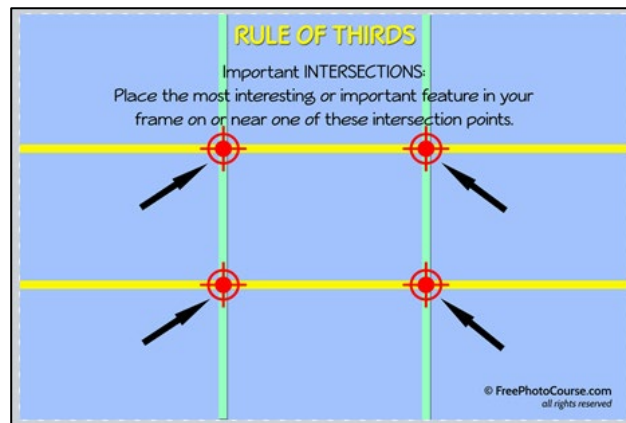 RULE OF THIRDS
Important INTERSECTIONS:
Place the most interesting or important feature in your
frame on or near one of these intersection points.
© FreePhotoCourse.com
all rights reserved